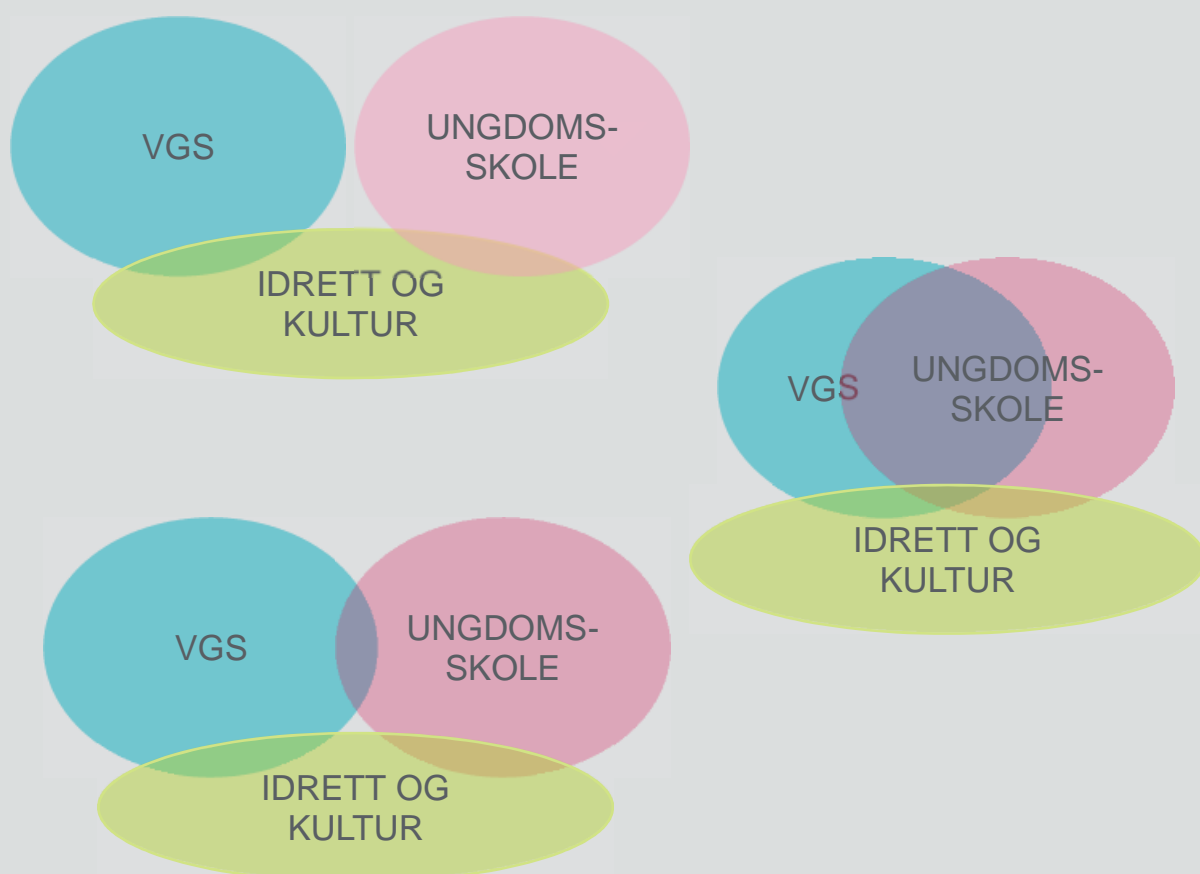 VGS
UNGDOMS-
SKOLE
IDRETT OG
KULTUR
VGS
UNGDOMS-
SKOLE
IDRETT OG
KULTUR
VGS
UNGDOMS-
SKOLE
IDRETT OG
KULTUR